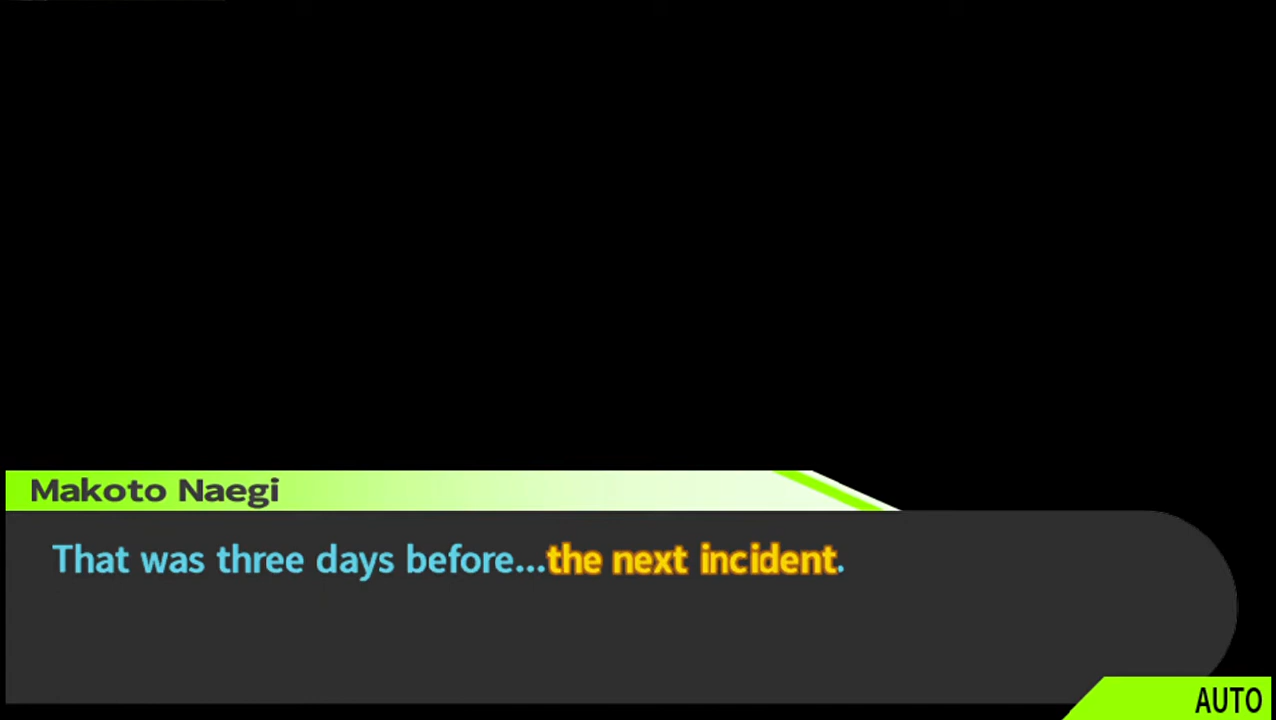 Makoto Naegi
That was three days before...the next incident.
AUTO